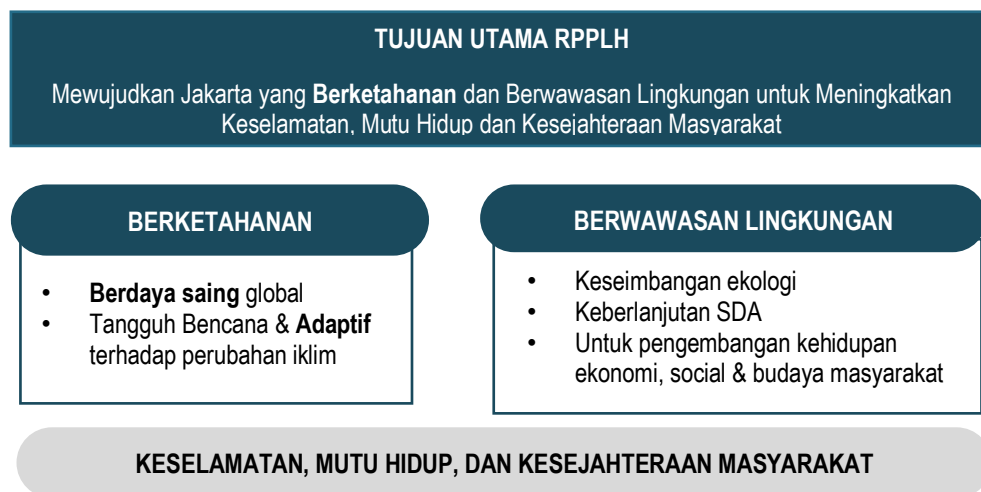 TUJUAN UTAMA RPPLH
Mewujudkan Jakarta yang Berketahanan dan Berwawasan Lingkungan untuk Meningkatkan
Keselamatan, Mutu Hidup dan Kesejahteraan Masyarakat
BERKETAHANAN
• Berdaya saing global
• Tangguh Bencana & Adaptif
terhadap perubahan iklim
BERWAWASAN LINGKUNGAN
• Keseimbangan ekologi
• Keberlanjutan SDA
• Untuk pengembangan kehidupan
ekonomi, social & budaya masyarakat
KESELAMATAN, MUTU HIDUP, DAN KESEJAHTERAAN MASYARAKAT